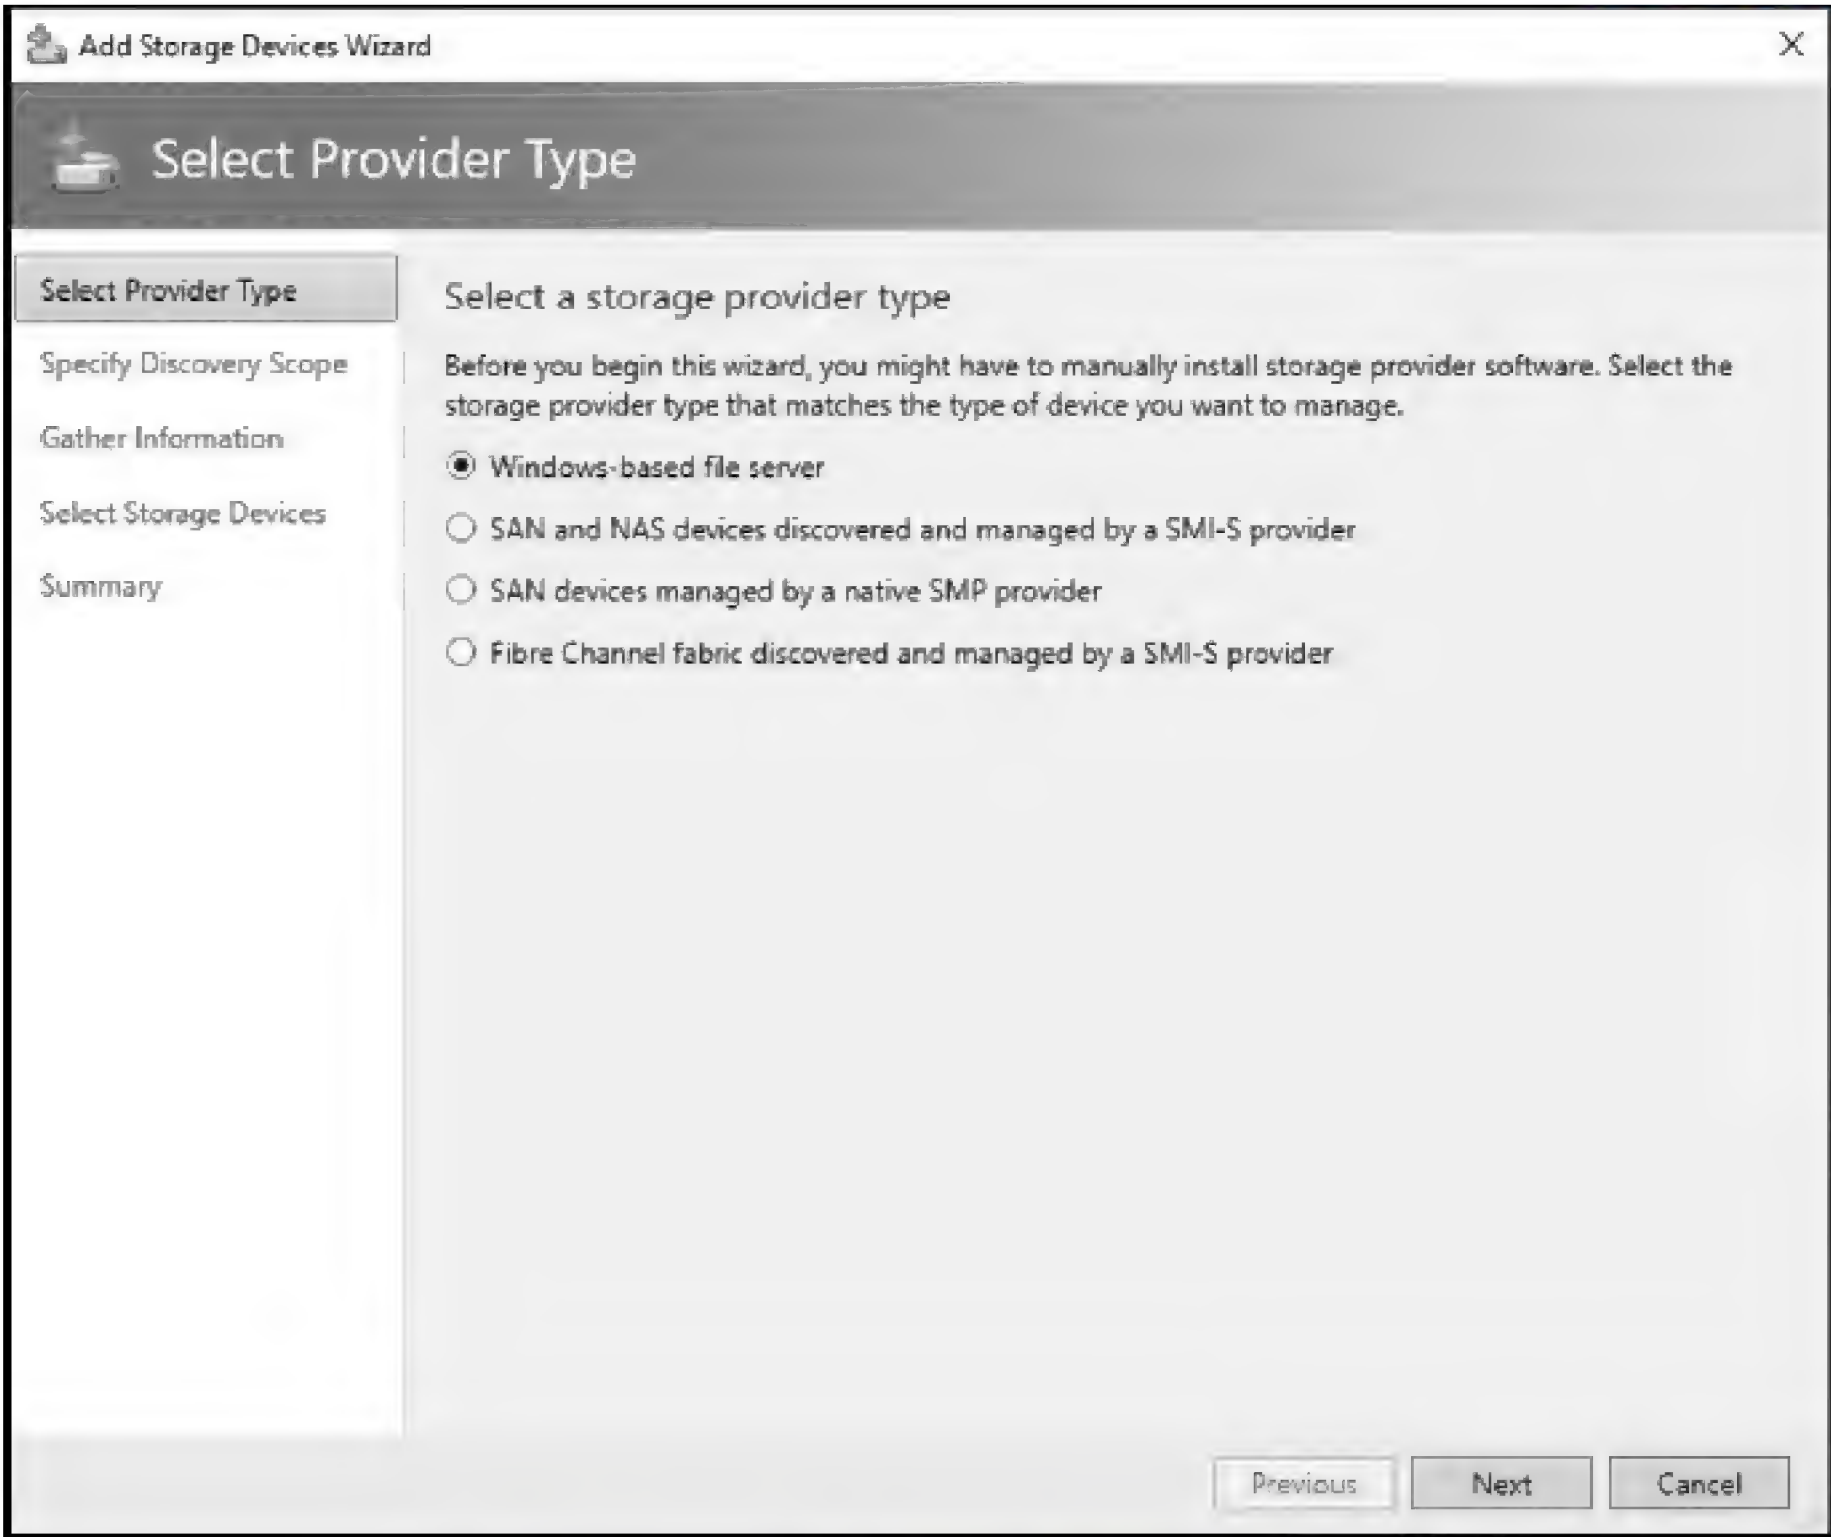 Add Storage Devices Wizard
Select Provider Type
Select Provider Type
Specify Discovery Scope
Gather Information
Select Storage Devices
Summary
Select a storage provider type
Before you begin this wizard, you might have to manually install storage provider software. Select the
storage provider type that matches the type of device you want to manage.
Windows-based file server
SAN and NAS devices discovered and managed by a SMI-S provider
SAN devices managed by a native SMP provider
Fibre Channel fabric discovered and managed by a SMI-S provider
Previous
Next
Cancel